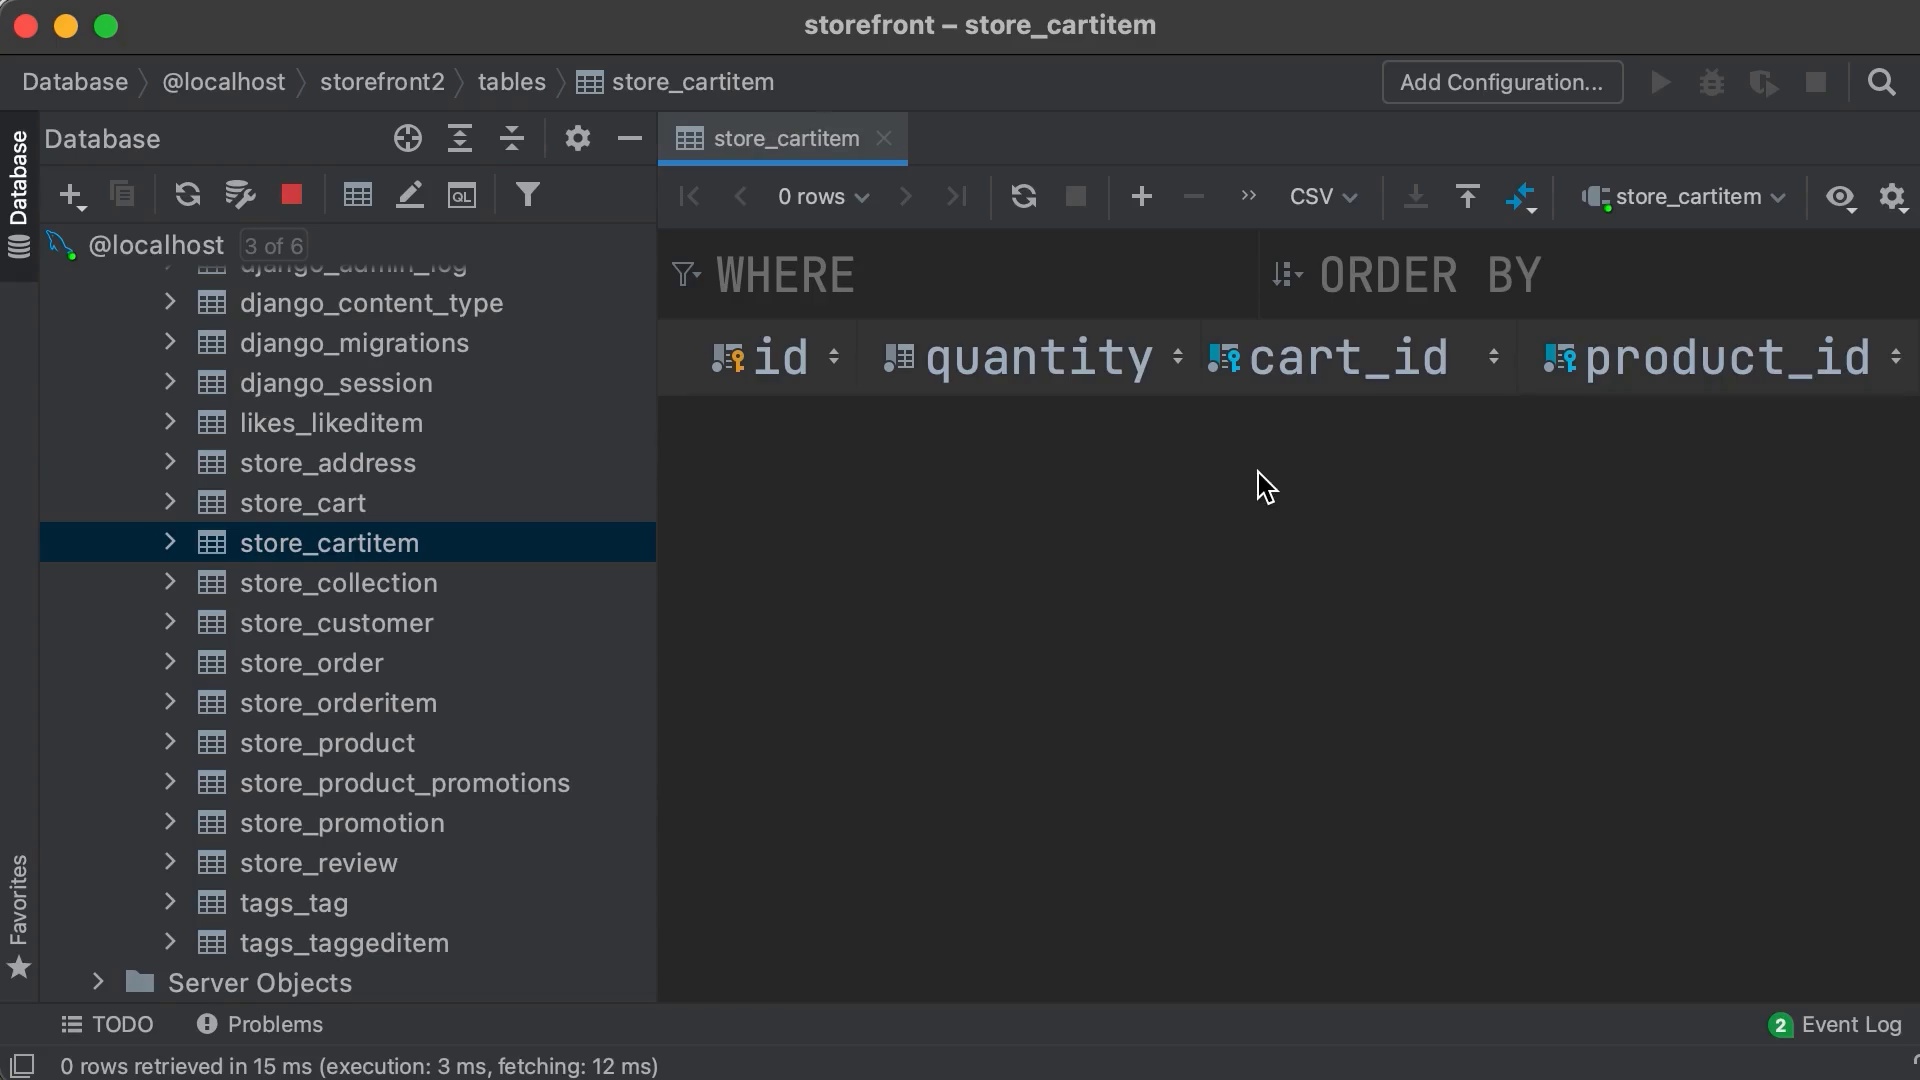 storefront – store_cartitem
Database
@localhost
storefront2
tables
store_cartitem
Add Configuration...
Database
Database
store_cartitem
0 rows
CSV
store_cartitem
QL
@localhost 3 of 6
WHERE
ORDER BY
id
quantity
cart_id
product_id
django_admin_log
django_content_type
django_migrations
django_session
likes_likeditem
store_address
store_cart
store_cartitem
store_collection
store_customer
store_order
store_orderitem
store_product
store_product_promotions
store_promotion
store_review
tags_tag
tags_taggeditem
Server Objects
Favorites
TODO
Problems
2 Event Log
0 rows retrieved in 15 ms (execution: 3 ms, fetching: 12 ms)